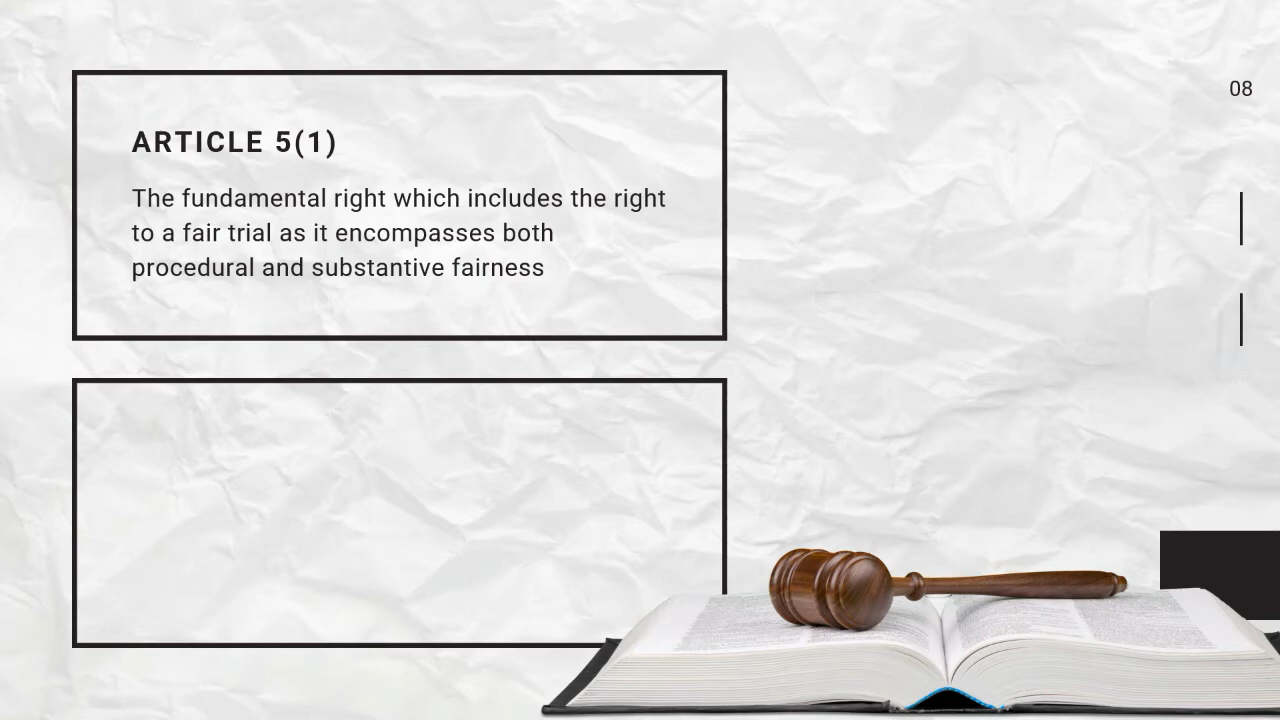 08
ARTICLE 5(1)
The fundamental right which includes the right
to a fair trial as it encompasses both
procedural and substantive fairness